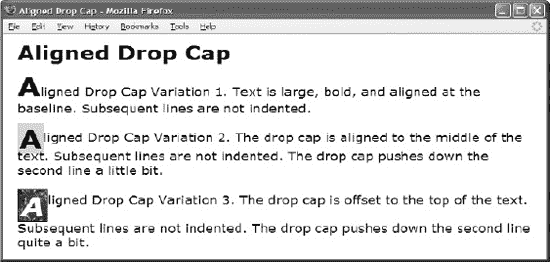 Aligned Drop Cap - Mozilla Firefox
File Edit View History Bookmarks Tools Help
Aligned Drop Cap
Aligned Drop Cap Variation 1. Text is large, bold, and aligned at the
baseline. Subsequent lines are not indented.
Aligned Drop Cap Variation 2. The drop cap is aligned to the middle of the
text. Subsequent lines are not indented. The drop cap pushes down the
second line a little bit.
Aligned Drop Cap Variation 3. The drop cap is offset to the top of the text.
Subsequent lines are not indented. The drop cap pushes down the second line
quite a bit.